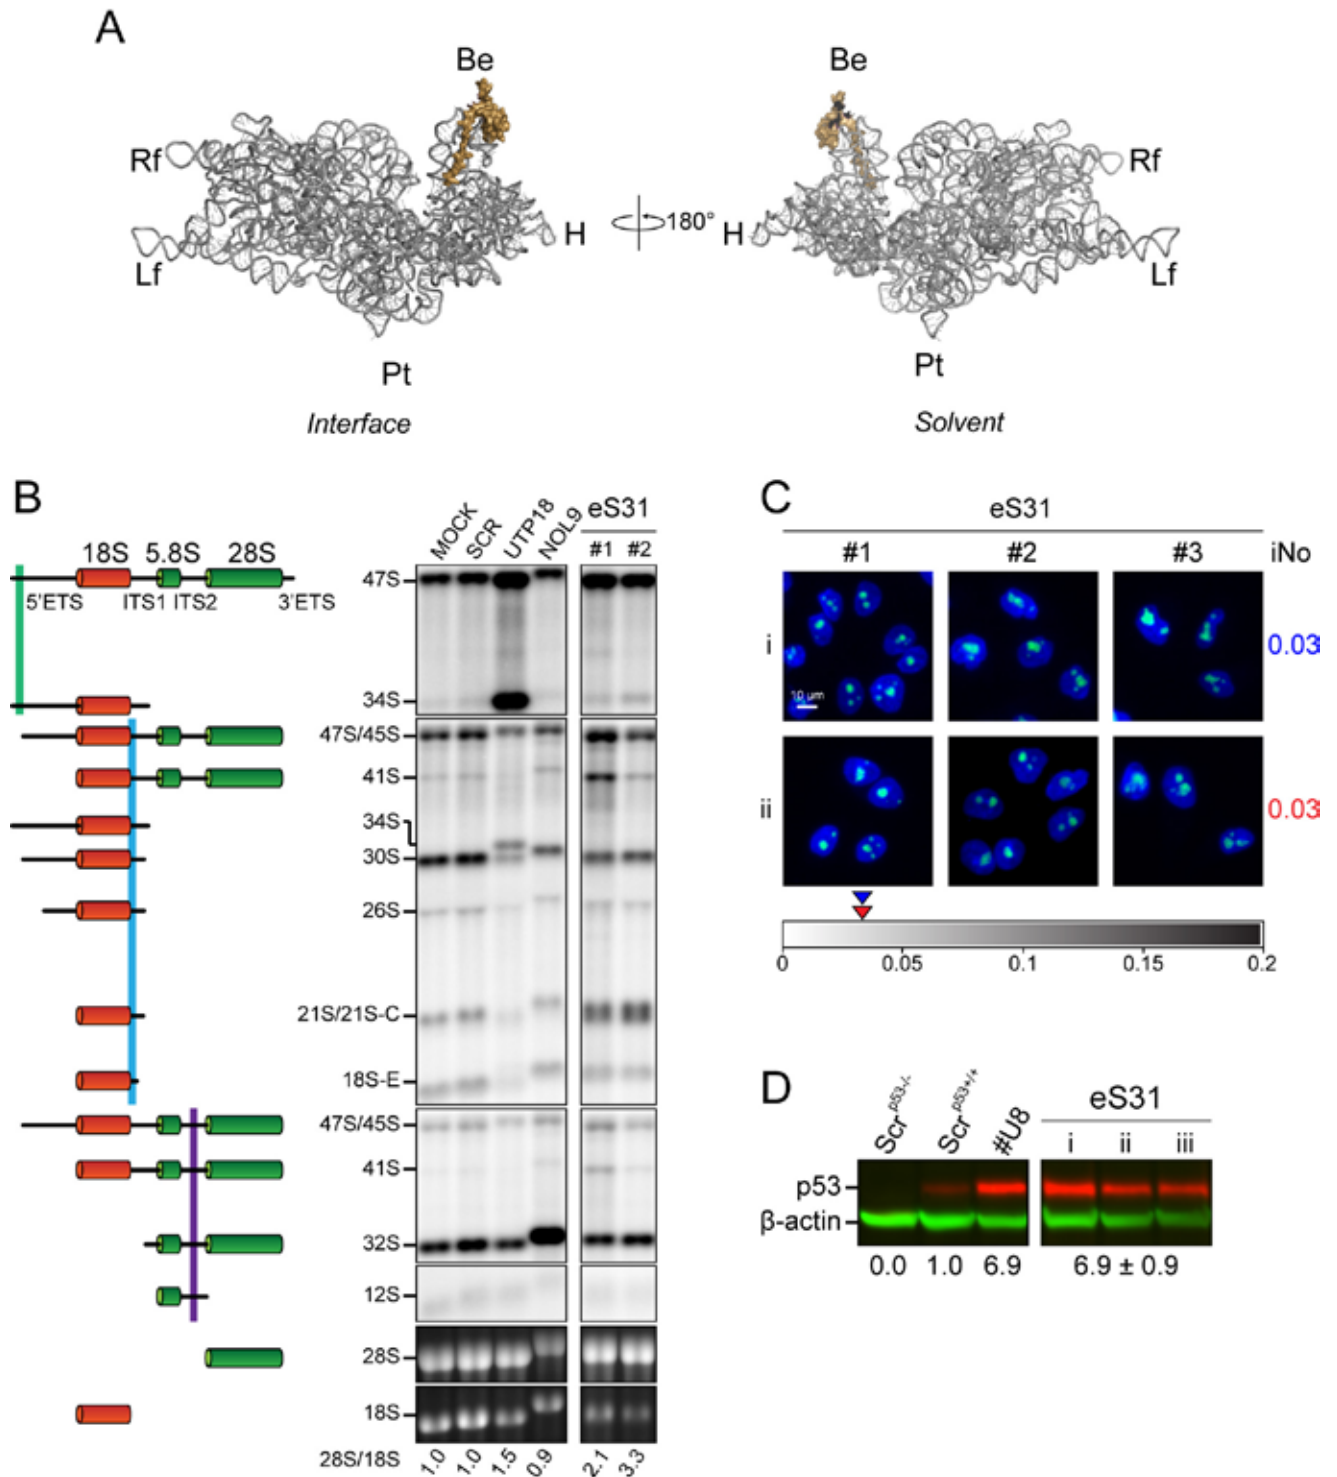 A
Be
Be
Rf
Rf
H
180°
H
Lf
Lf
Pt
Pt
Interface
Solvent
B
MOCK
SCR
UTP18
NOL9
eS31
#1 #2
18S 5.8S 28S
5'ETS ITS1 ITS2 3'ETS
47S
34S
47S/45S
41S
34S
30S
26S
21S/21S-C
18S-E
47S/45S
41S
32S
12S
28S
18S
28S/18S 1.0 1.0 1.5 0.9 2.1 3.3
C
eS31
#1 #2 #3 iNo
i
10 µm
0.03
ii
0.03
0 0.05 0.1 0.15 0.2
D
Scr p53-/-
Scr p53+/+
#U8
eS31
i ii iii
p53
β-actin
0.0 1.0 6.9 6.9 ± 0.9